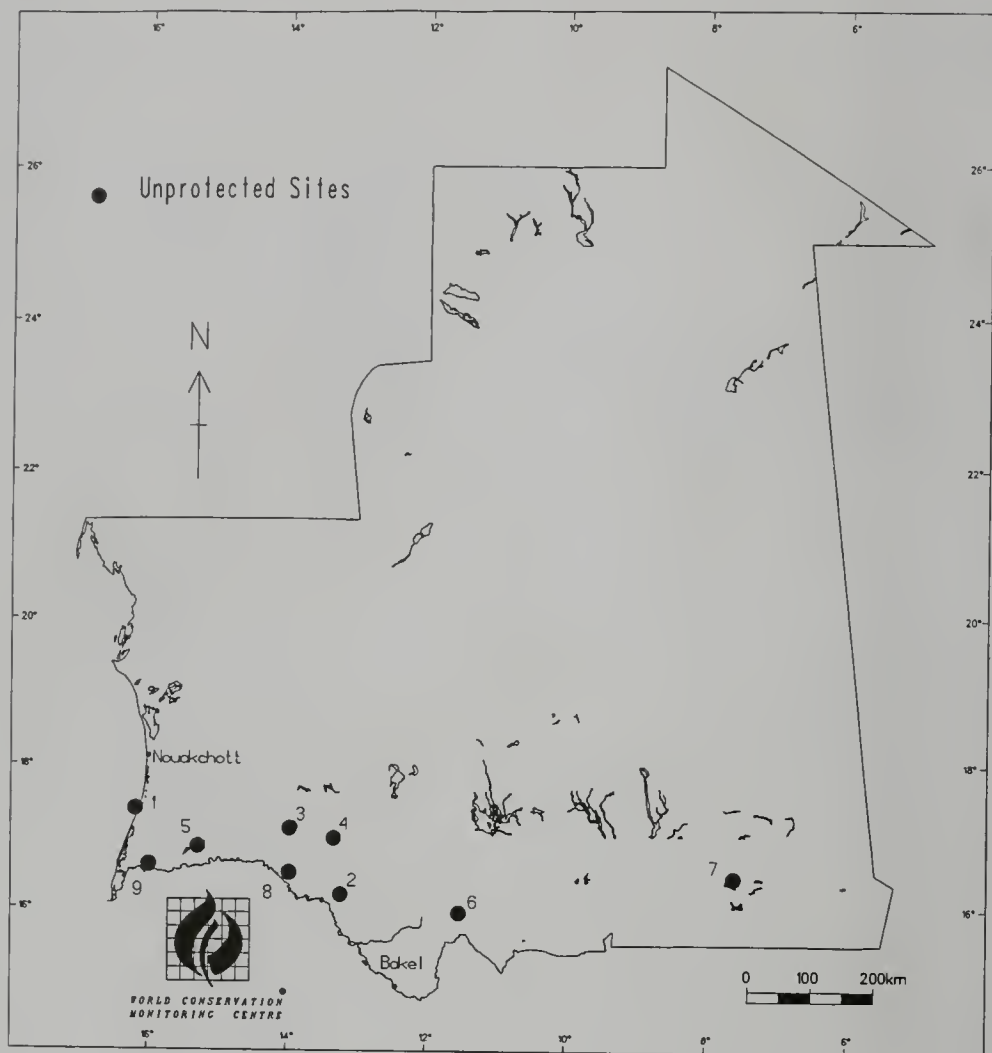 16° 14° 12° 10° 8° 6°
26° 26°
Unprotected Sites
24° 24°
N
22° 22°
20° 20°
Nouakchott
18° 18°
1
3
4
5
7
9
8
2
6
16° 16°
Bakel
0 100 200km
WORLD CONSERVATION
MONITORING CENTRE
16° 14° 12° 10° 8° 6°